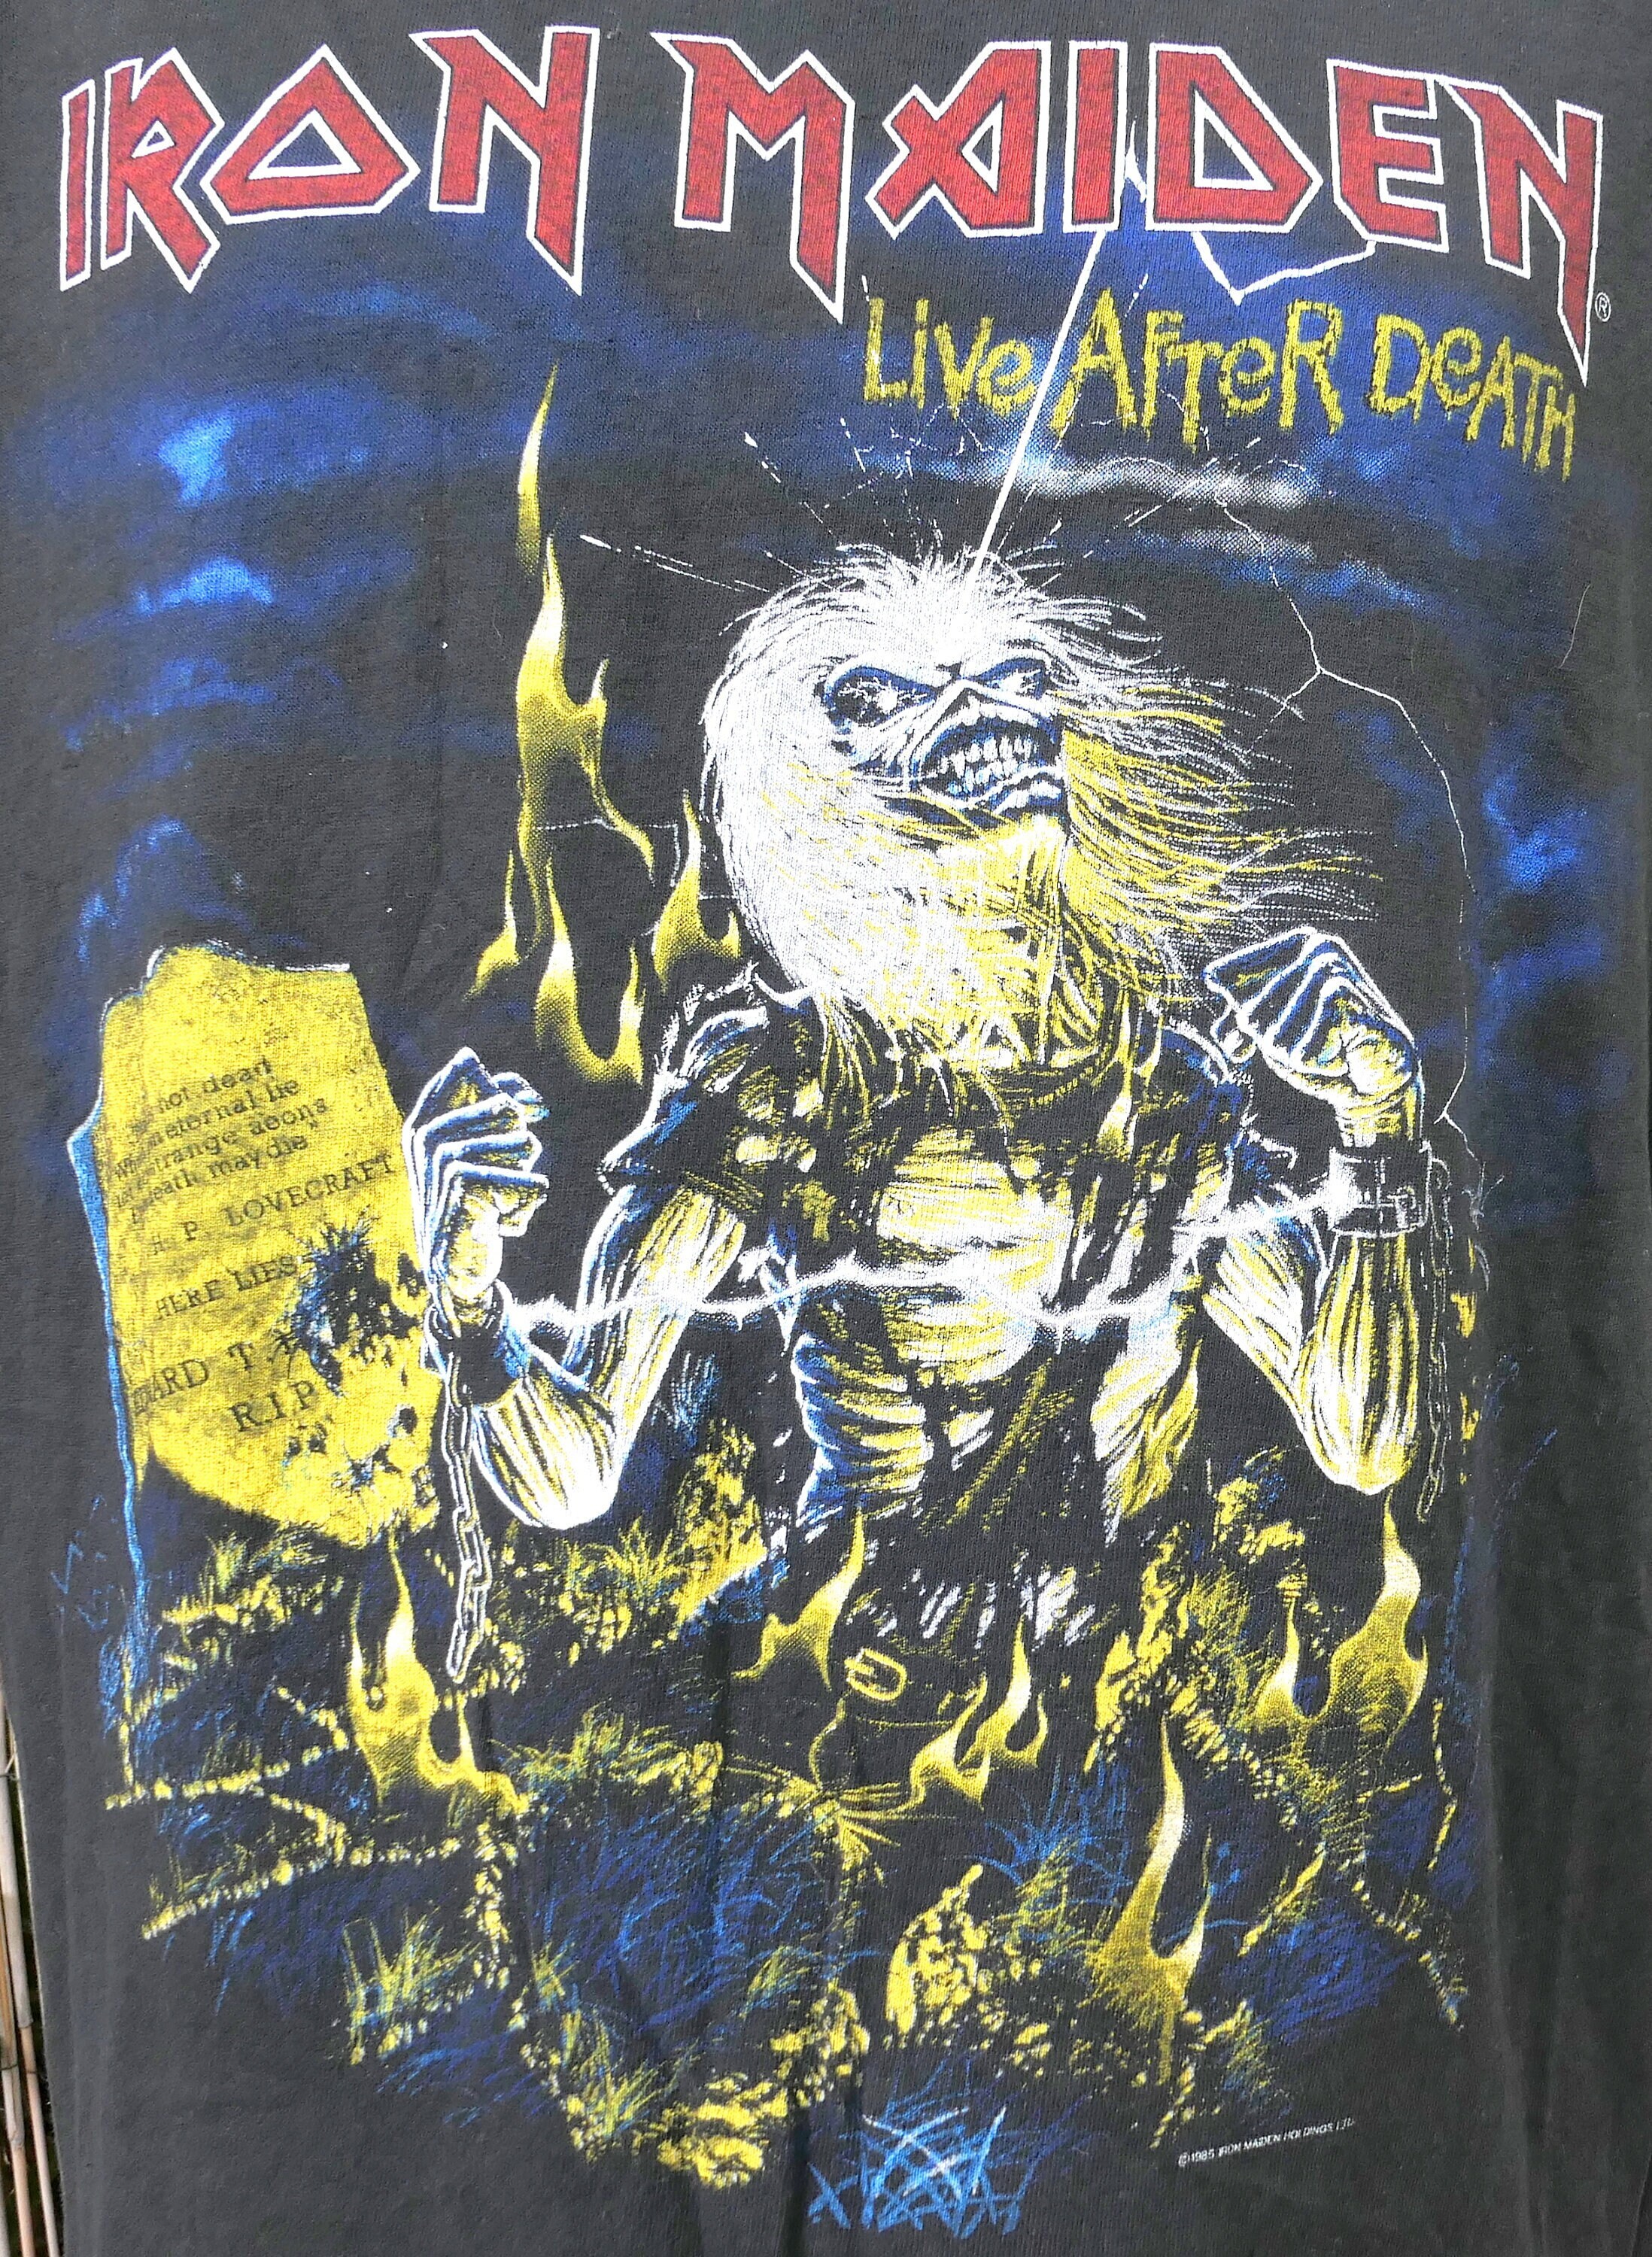 IRON MAIDEN
®
LiVe AFTeR DeATH
not dead
eternal lie
strange aeons
death may die"
H P LOVECRAFT
HERE LIES
ARD T
R.I.P
©1985 IRON MAIDEN HOLDINGS LTD.